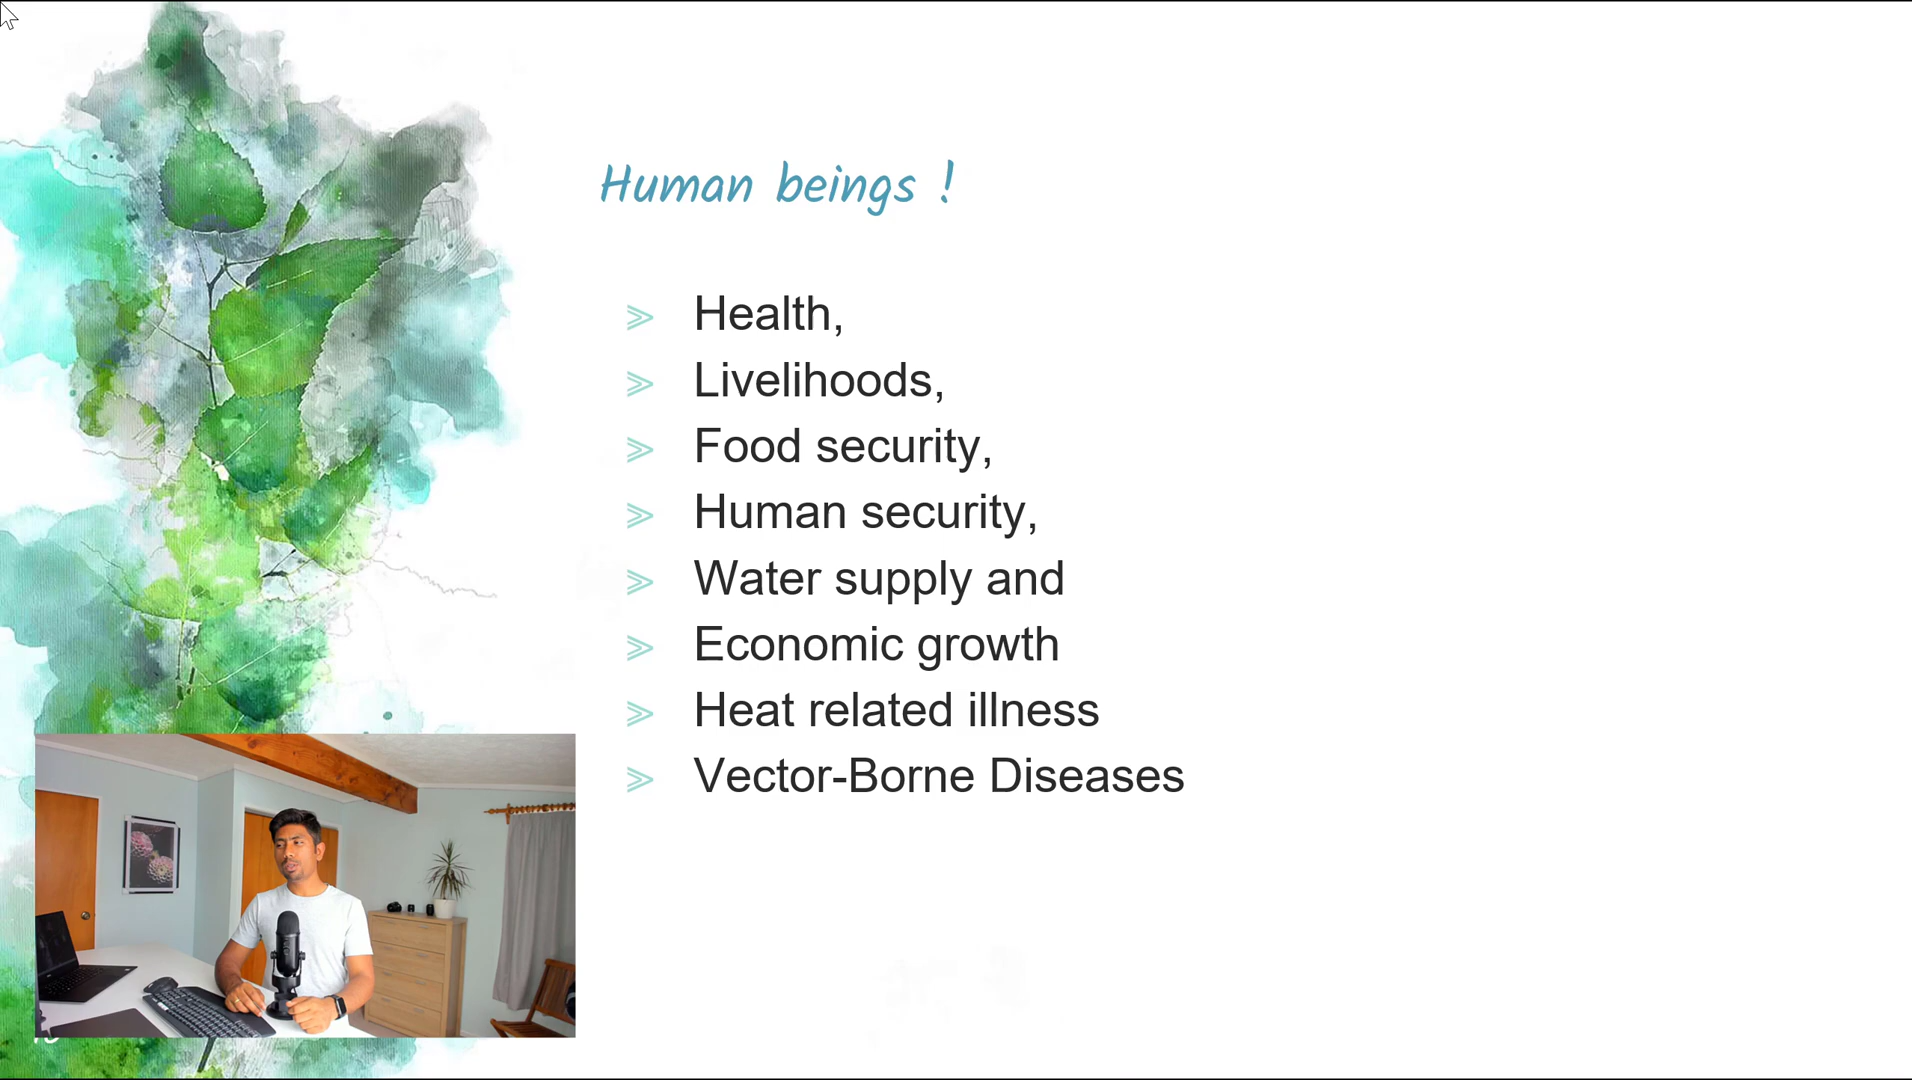 Human beings !
Health,
Livelihoods,
Food security,
Human security,
Water supply and
Economic growth
Heat related illness
Vector-Borne Diseases